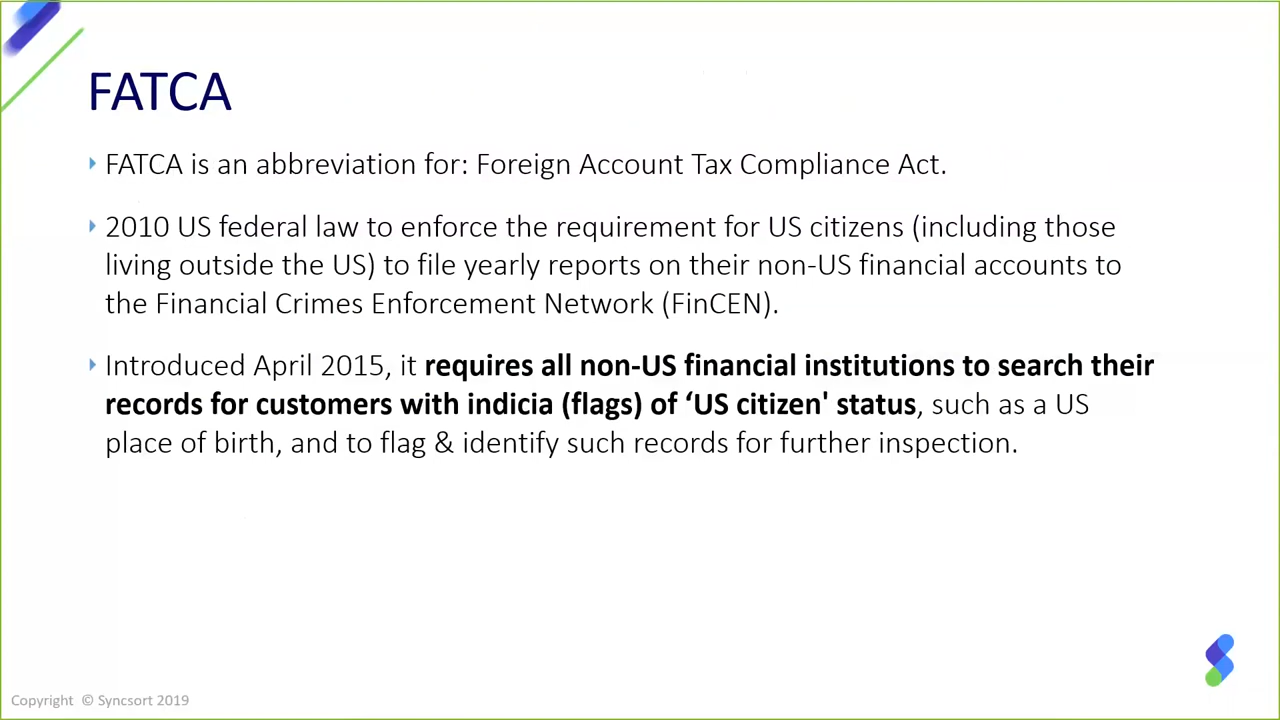 FATCA
FATCA is an abbreviation for: Foreign Account Tax Compliance Act.
2010 US federal law to enforce the requirement for US citizens (including those
living outside the US) to file yearly reports on their non-US financial accounts to
the Financial Crimes Enforcement Network (FinCEN).
Introduced April 2015, it requires all non-US financial institutions to search their
records for customers with indicia (flags) of ‘US citizen' status, such as a US
place of birth, and to flag & identify such records for further inspection.
Copyright © Syncsort 2019